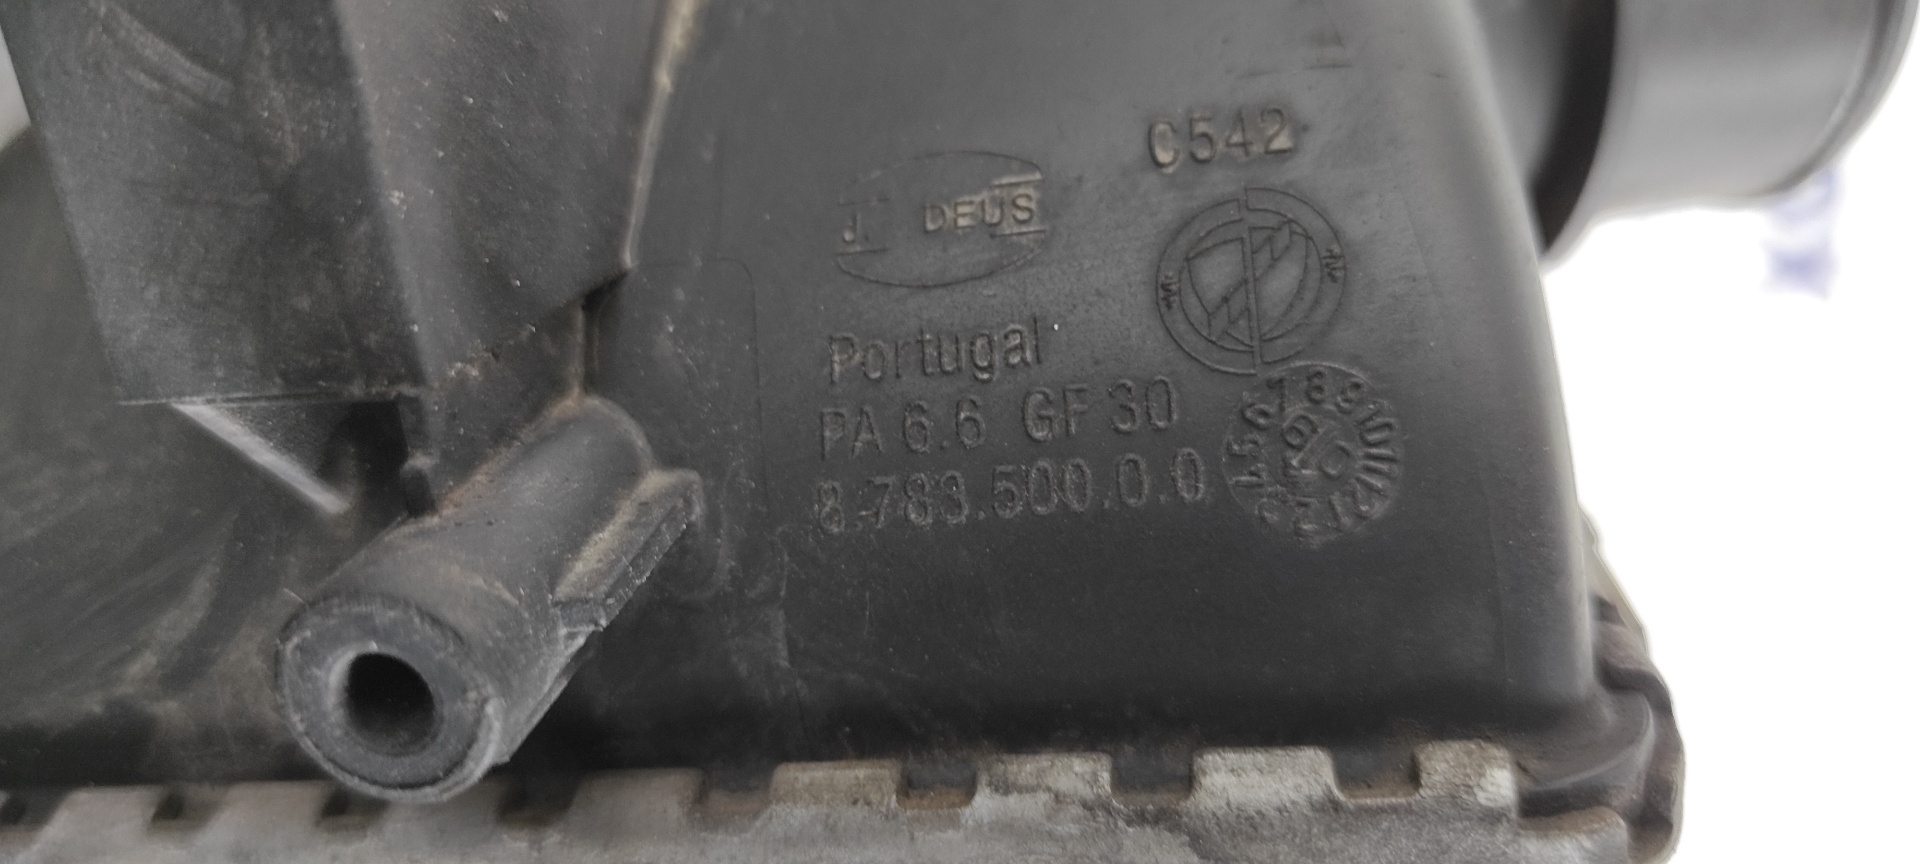 C542
J. DEUS
Portugal
PA 6.6 GF 30
8.783.500.0.0